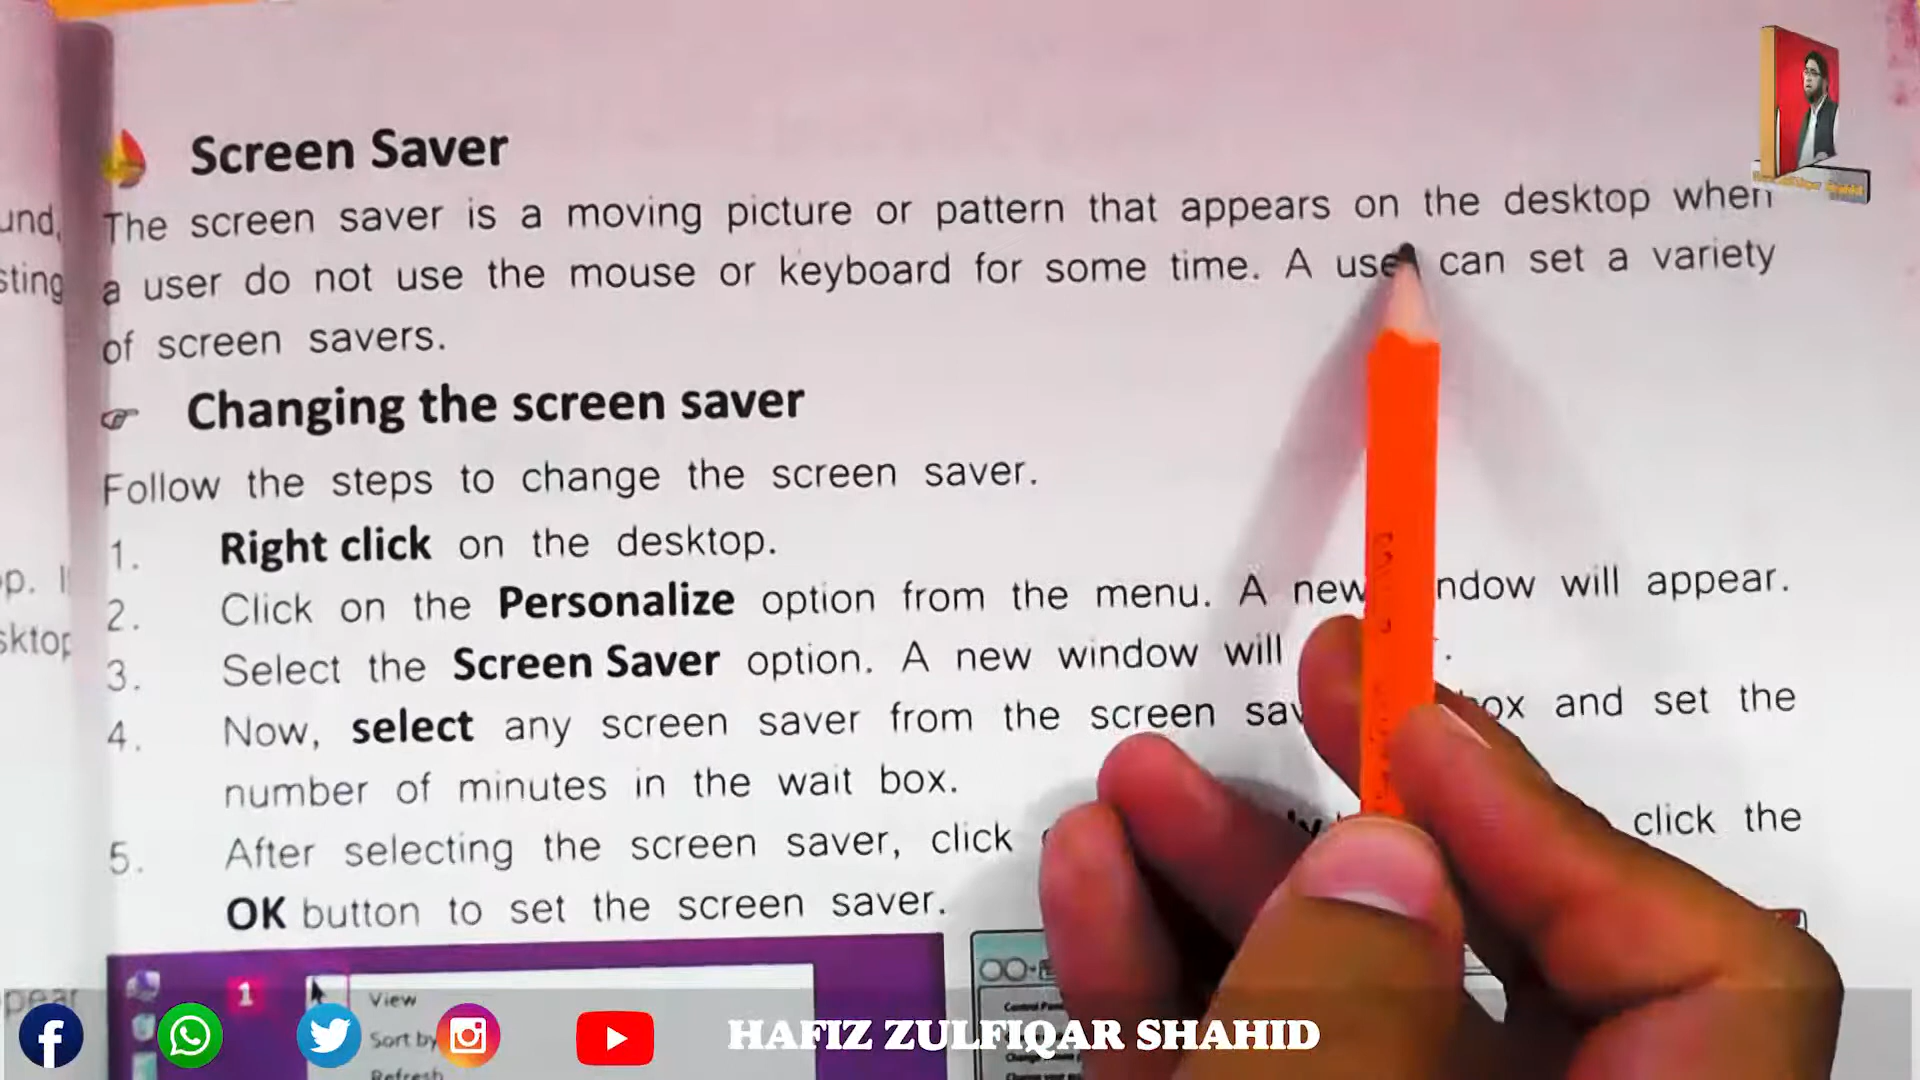 Screen Saver
und, The screen saver is a moving picture or pattern that appears on the desktop when
sting a user do not use the mouse or keyboard for some time. A user can set a variety
of screen savers.
Changing the screen saver
Follow the steps to change the screen saver.
1. Right click on the desktop.
2. Click on the Personalize option from the menu. A new ndow will appear.
3. Select the Screen Saver option. A new window will .
4. Now, select any screen saver from the screen sav box and set the
number of minutes in the wait box.
5. After selecting the screen saver, click click the
OK button to set the screen saver.
1
View
Sort by
Refresh
HAFIZ ZULFIQAR SHAHID